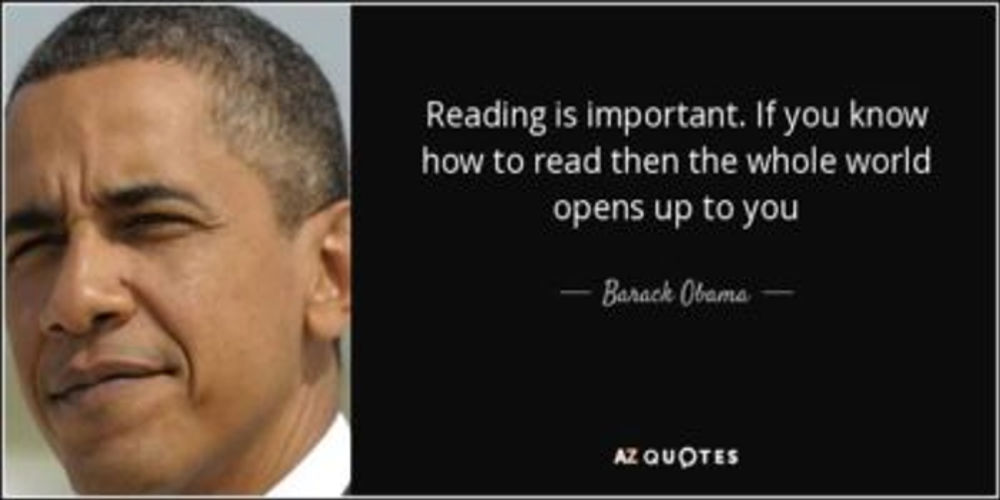 Reading is important. If you know
how to read then the whole world
opens up to you
— Barack Obama —
AZ QUOTES